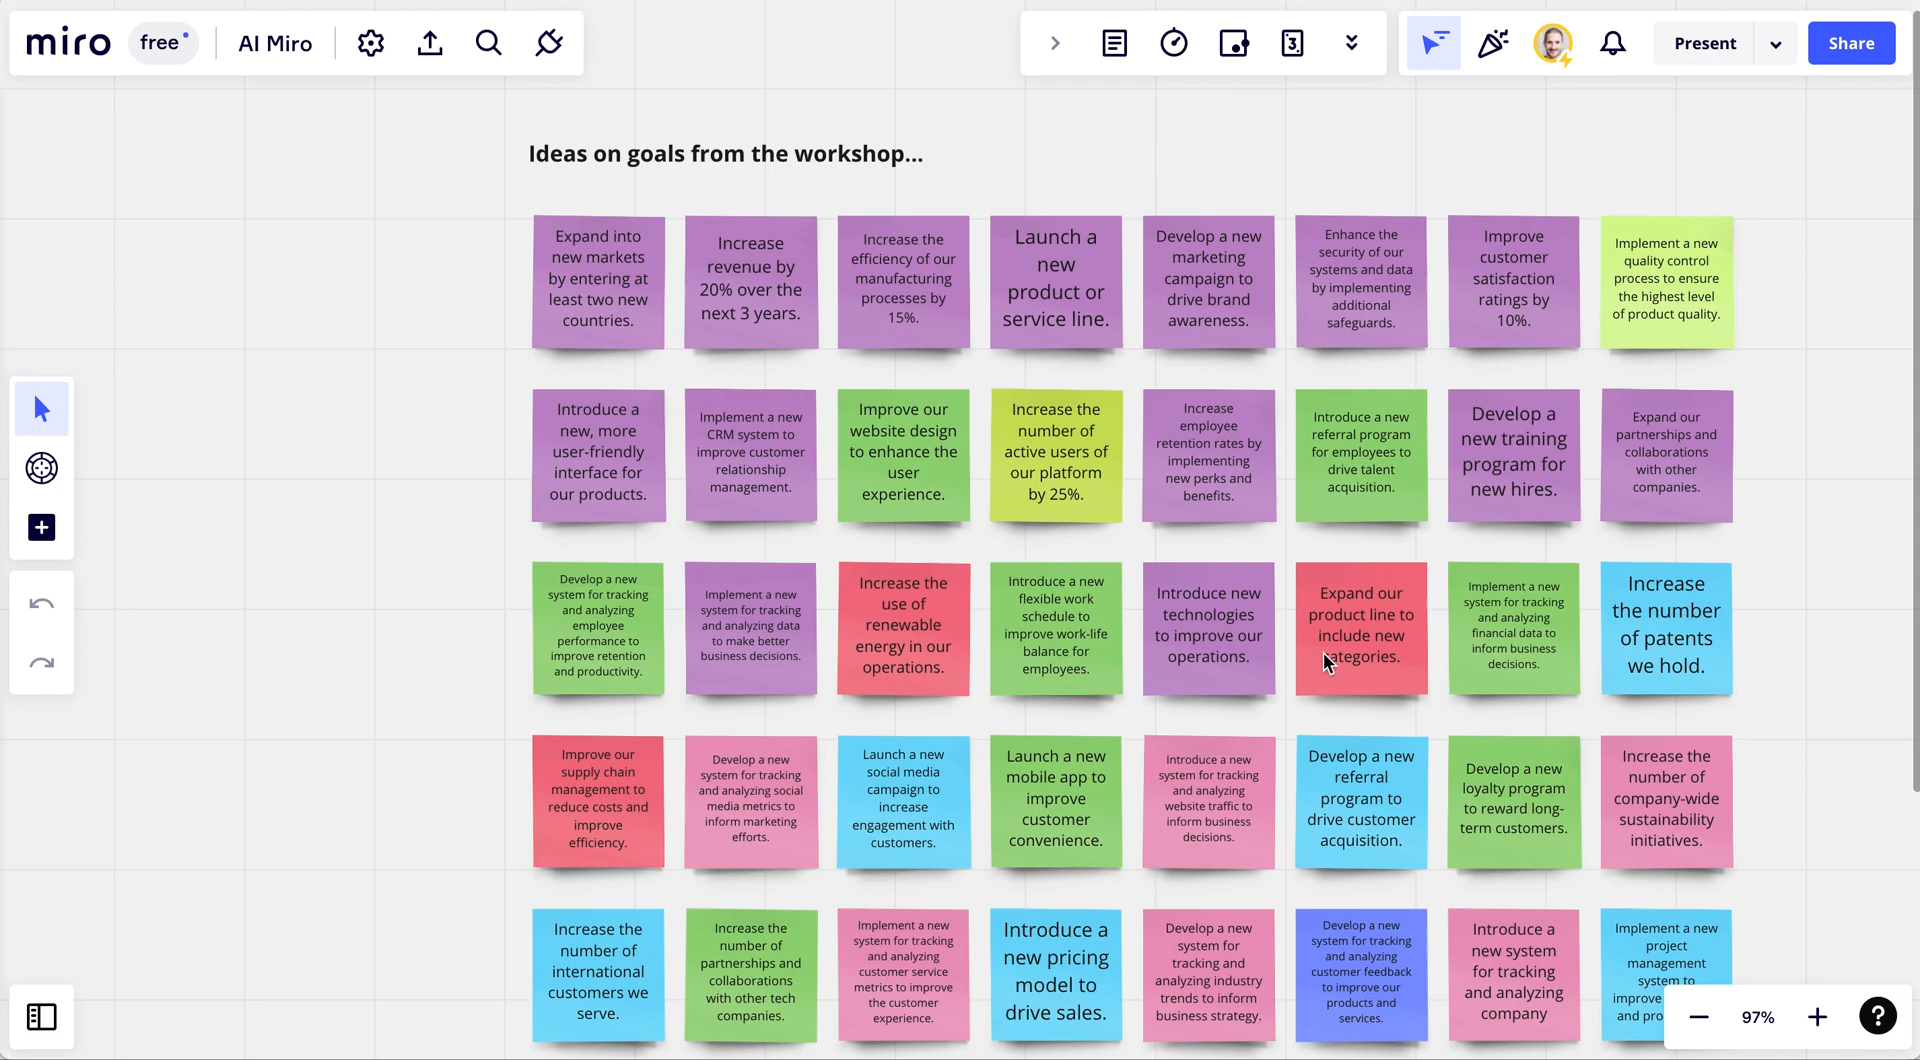 miro
free
AI Miro
3
Present
Share
Ideas on goals from the workshop...
Expand into
new markets
by entering at
least two new
countries.
Increase
revenue by
20% over the
next 3 years.
Increase the
efficiency of our
manufacturing
processes by
15%.
Launch a
new
product or
service line.
Develop a new
marketing
campaign to
drive brand
awareness.
Enhance the
security of our
systems and data
by implementing
additional
safeguards.
Improve
customer
satisfaction
ratings by
10%.
Implement a new
quality control
process to ensure
the highest level
of product quality.
Introduce a
new, more
user-friendly
interface for
our products.
Implement a new
CRM system to
improve customer
relationship
management.
Improve our
website design
to enhance the
user
experience.
Increase the
number of
active users of
our platform
by 25%.
Increase
employee
retention rates by
implementing
new perks and
benefits.
Introduce a new
referral program
for employees to
drive talent
acquisition.
Develop a
new training
program for
new hires.
Expand our
partnerships and
collaborations
with other
companies.
Develop a new
system for tracking
and analyzing
employee
performance to
improve retention
and productivity.
Implement a new
system for tracking
and analyzing data
to make better
business decisions.
Increase the
use of
renewable
energy in our
operations.
Introduce a new
flexible work
schedule to
improve work-life
balance for
employees.
Introduce new
technologies
to improve our
operations.
Expand our
product line to
include new
categories.
Implement a new
system for tracking
and analyzing
financial data to
inform business
decisions.
Increase
the number
of patents
we hold.
Improve our
supply chain
management to
reduce costs and
improve
efficiency.
Develop a new
system for tracking
and analyzing social
media metrics to
inform marketing
efforts.
Launch a new
social media
campaign to
increase
engagement with
customers.
Launch a new
mobile app to
improve
customer
convenience.
Introduce a new
system for tracking
and analyzing
website traffic to
inform business
decisions.
Develop a new
referral
program to
drive customer
acquisition.
Develop a new
loyalty program
to reward long-
term customers.
Increase the
number of
company-wide
sustainability
initiatives.
Increase the
number of
international
customers we
serve.
Increase the
number of
partnerships and
collaborations
with other tech
companies.
Implement a new
system for tracking
and analyzing
customer service
metrics to improve
the customer
experience.
Introduce a
new pricing
model to
drive sales.
Develop a new
system for
tracking and
analyzing industry
trends to inform
business strategy.
Develop a new
system for tracking
and analyzing
customer feedback
to improve our
products and
services.
Introduce a
new system
for tracking
and analyzing
company
Implement a new
project
management
system to
improve
and pro
97%
?